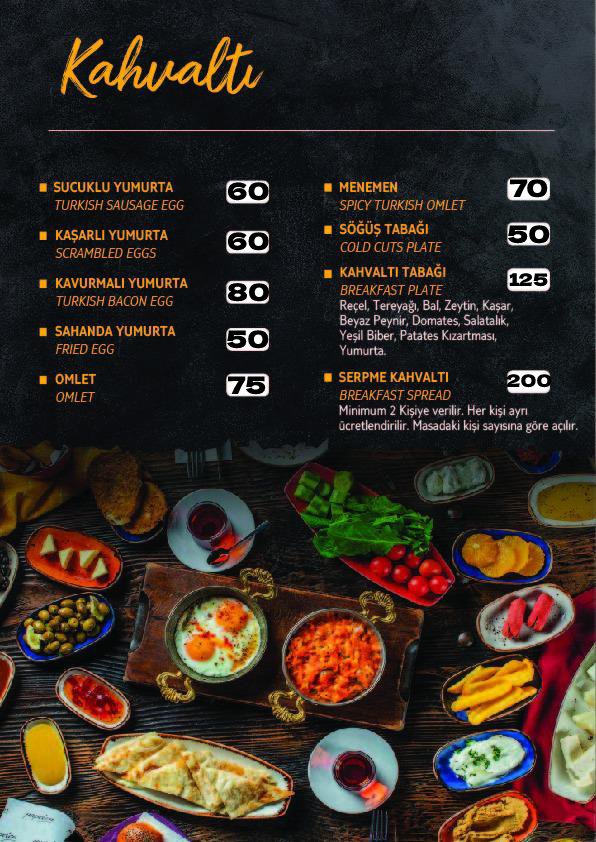 Kahvaltı
SUCUKLU YUMURTA 60
TURKISH SAUSAGE EGG
KAŞARLI YUMURTA 60
SCRAMBLED EGGS
KAVURMALI YUMURTA 80
TURKISH BACON EGG
SAHANDA YUMURTA 50
FRIED EGG
OMLET 75
OMLET
MENEMEN 70
SPICY TURKISH OMLET
SÖĞÜŞ TABAĞI 50
COLD CUTS PLATE
KAHVALTI TABAĞI 125
BREAKFAST PLATE
Reçel, Tereyağı, Bal, Zeytin, Kaşar,
Beyaz Peynir, Domates, Salatalık,
Yeşil Biber, Patates Kızartması,
Yumurta.
SERPME KAHVALTI 200
BREAKFAST SPREAD
Minimum 2 Kişiye verilir. Her kişi ayrı
ücretlendirilir. Masadaki kişi sayısına göre açılır.